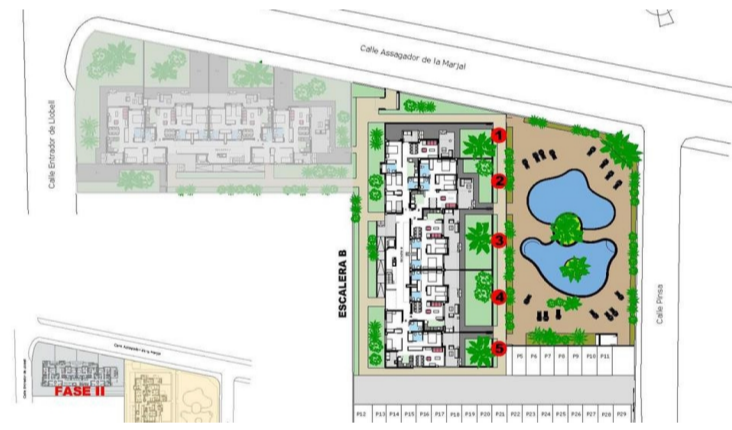 Calle Assagador de la Marjal
Calle Entrador de Llobell
1
2
3
4
5
ESCALERA B
Calle Pinsa
P5 P6 P7 P8 P9 P10 P11
P12 P13 P14 P15 P16 P17 P18 P19 P20 P21 P22 P23 P24 P25 P26 P27 P28 P29
FASE II